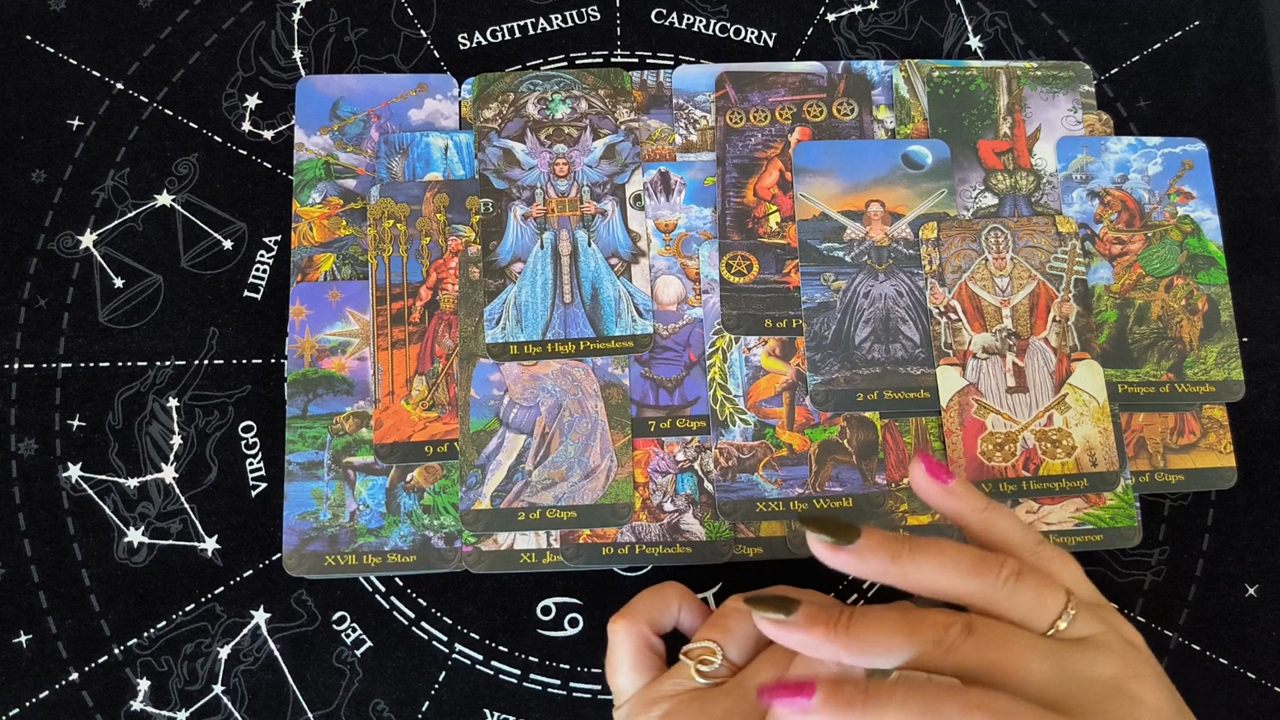 SAGITTARIUS
CAPRICORN
LIBRA
B
II. the High Priestess
8 of P
Prince of Wands
2 of Swords
VIRGO
7 of Cups
9 of
V. the Hierophant
of Cups
XXI. the World
2 of Cups
XVII. the Star
XI. Jus
10 of Pentacles
Cups
Emperor
LEO